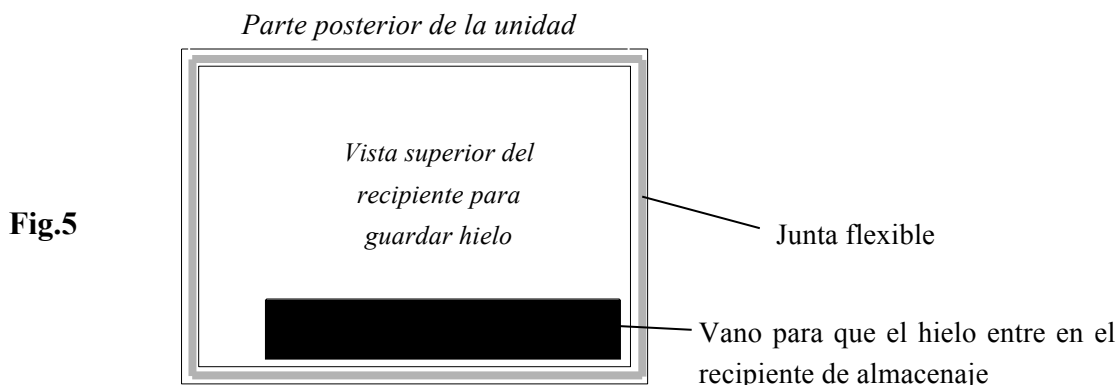 Parte posterior de la unidad
Vista superior del
recipiente para
guardar hielo
Fig.5
Junta flexible
Vano para que el hielo entre en el
recipiente de almacenaje